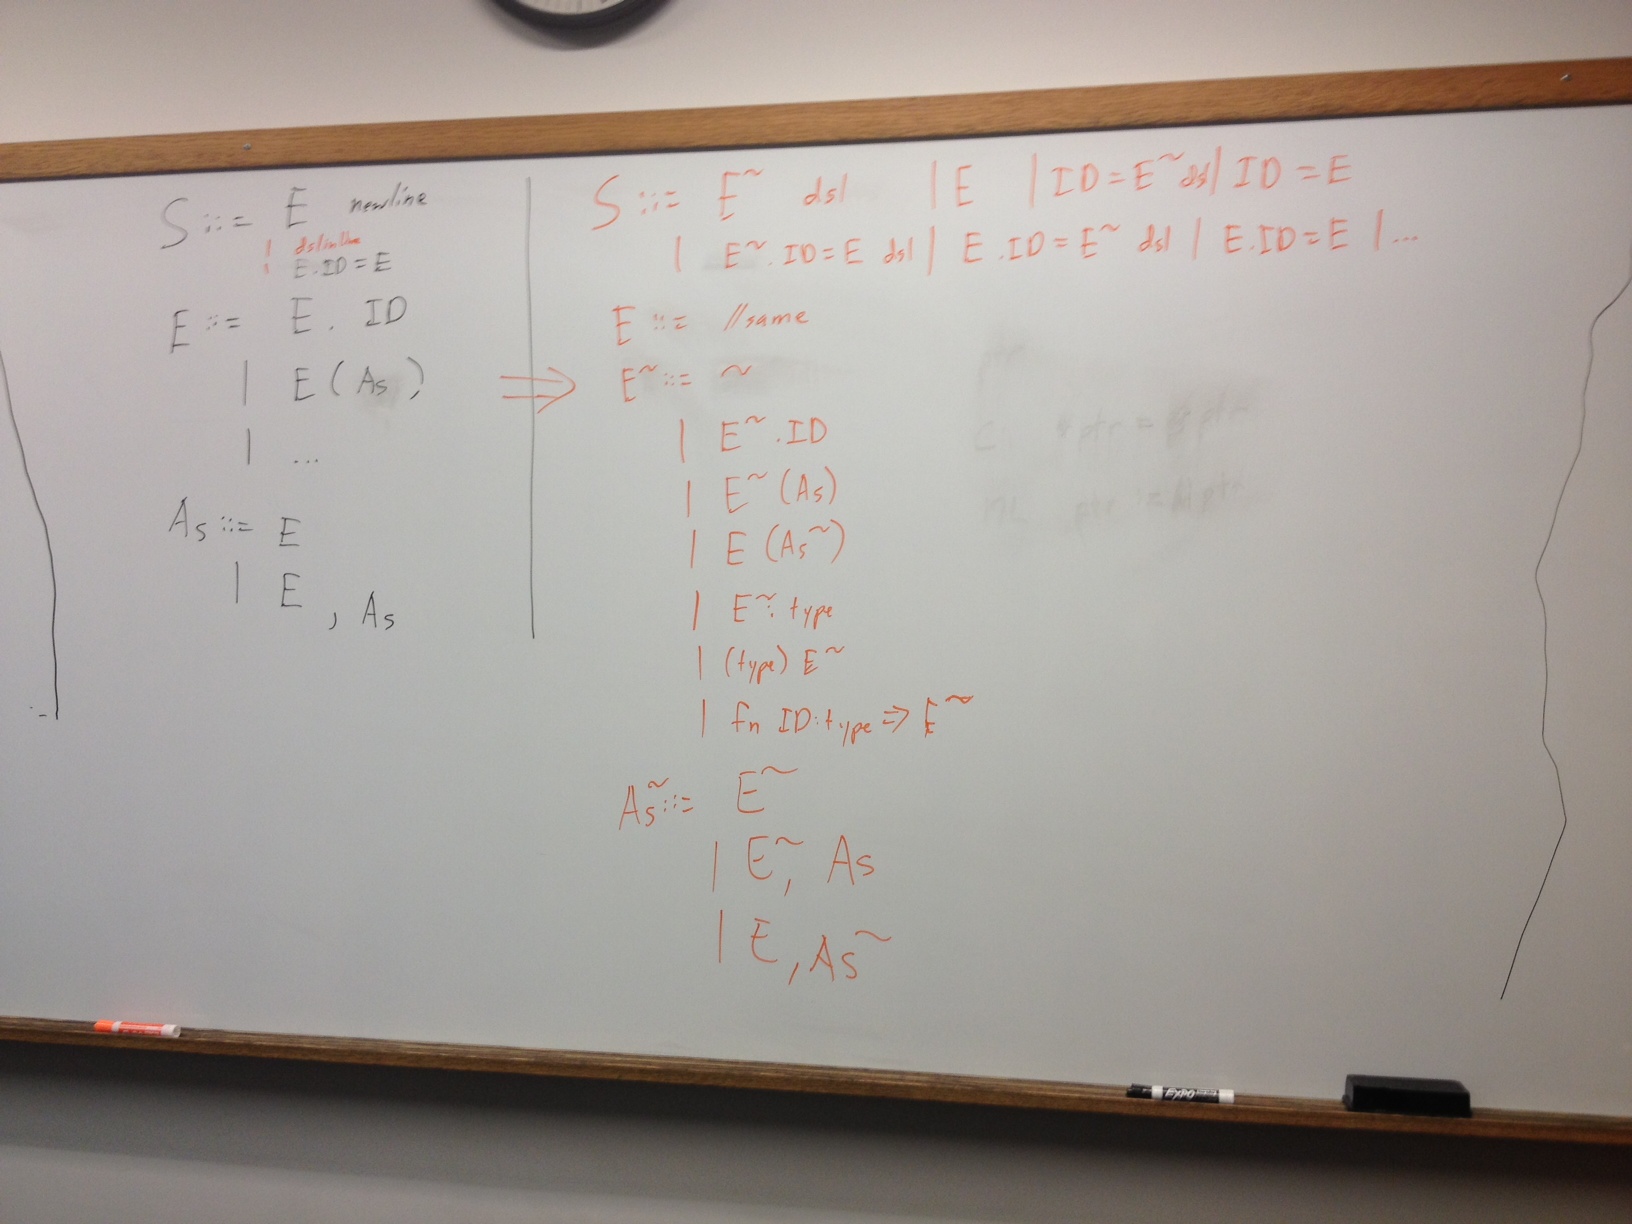 S ::= E newline
|
| E.ID = E
E ::= E . ID
| E (As)
| ...
As ::= E
| E , As
⇒
S ::= E~ dsl | E | ID = E~ dsl | ID = E
| E~ . ID = E dsl | E . ID = E~ dsl | E.ID = E | ...
E ::= //same
E~ ::= ~
| E~ . ID
| E~ (As)
| E (As~)
| E~ : type
| (type) E~
| fn ID : type => E~
As~ ::= E~
| E~, As
| E, As~
EXPO